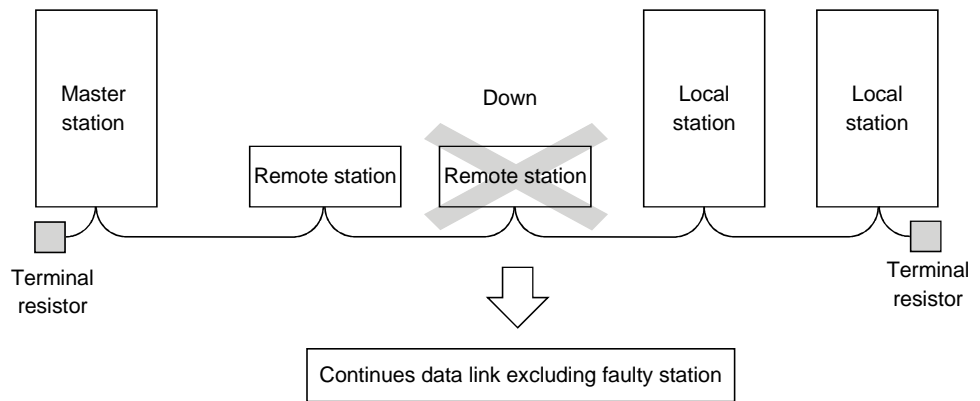 Master
station
Remote station
Down
Remote station
Local
station
Local
station
Terminal
resistor
Terminal
resistor
Continues data link excluding faulty station